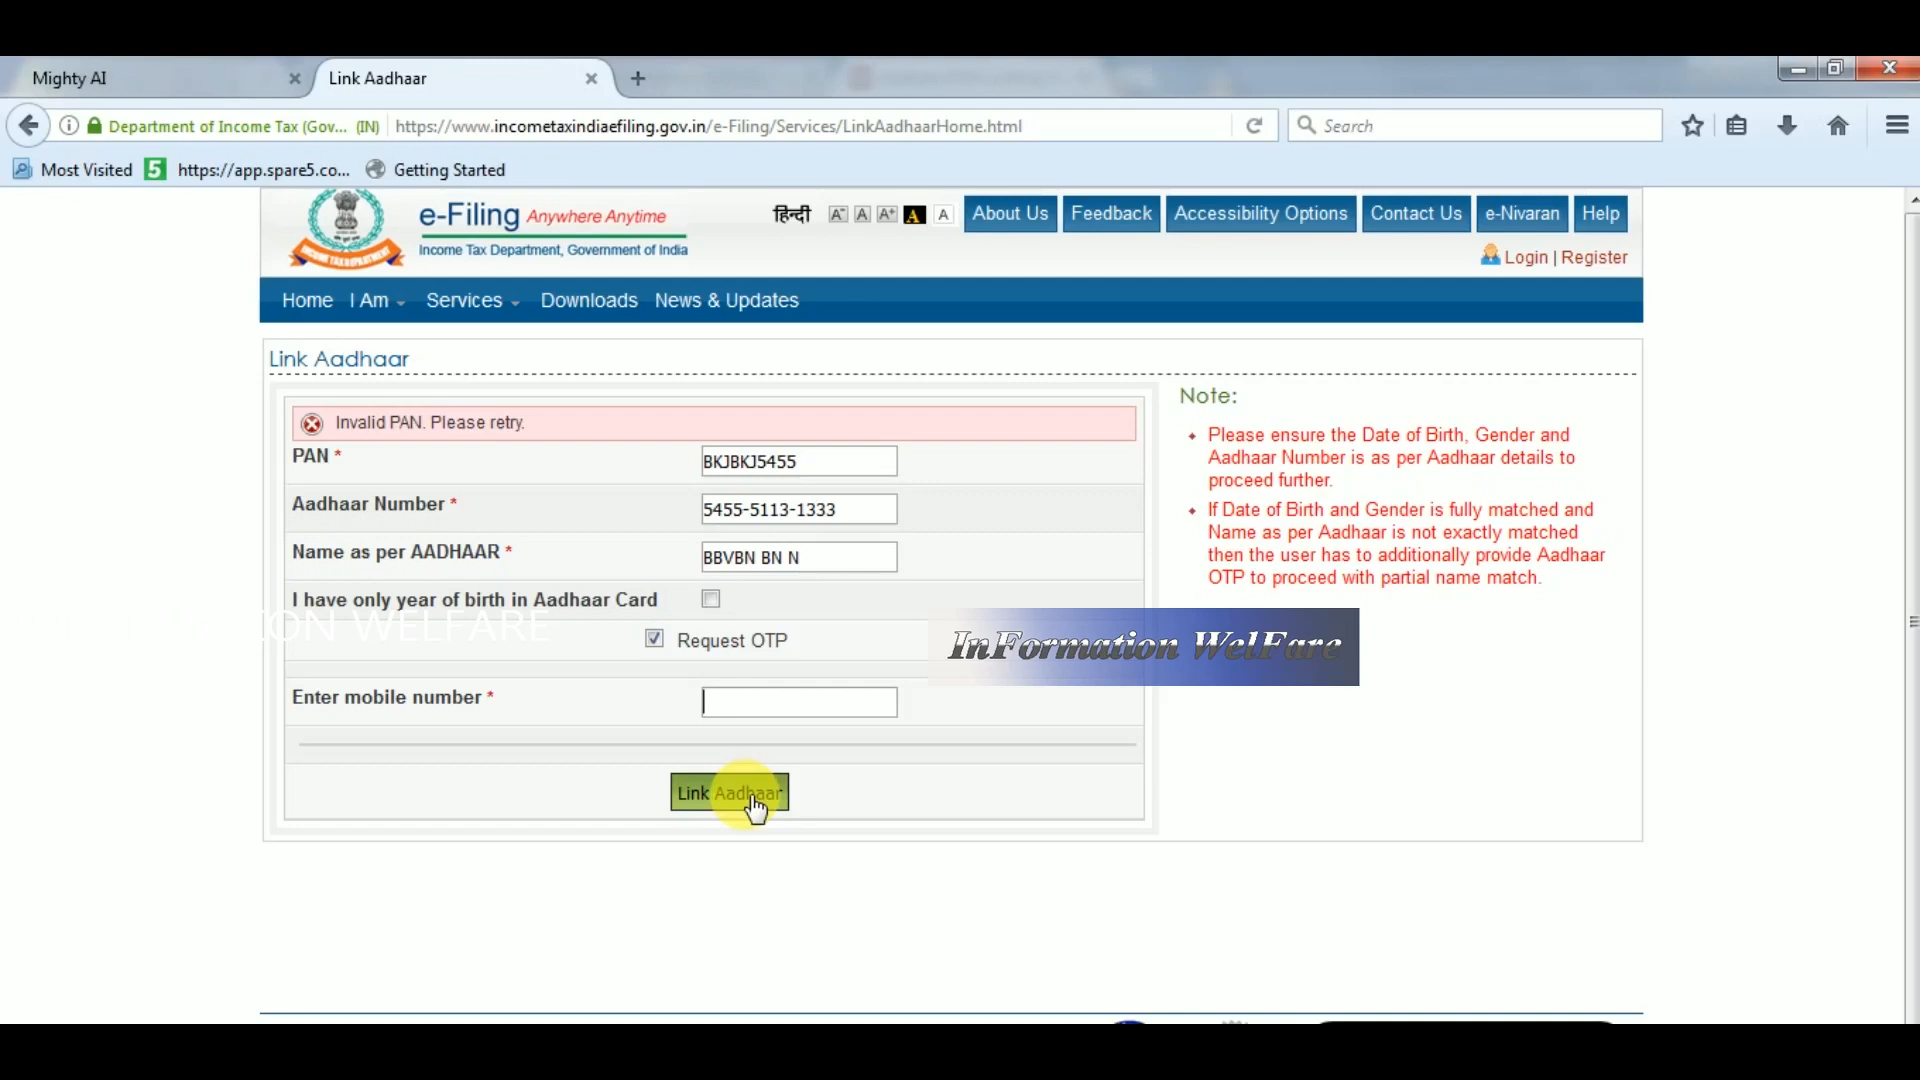 Mighty AI
Link Aadhaar
Department of Income Tax (Gov... (IN) https://www.incometaxindiaefiling.gov.in/e-Filing/Services/LinkAadhaarHome.html Search
Most Visited 5 https://app.spare5.co... Getting Started
e-Filing Anywhere Anytime
Income Tax Department, Government of India
हिन्दी A- A A+ A A About Us Feedback Accessibility Options Contact Us e-Nivaran Help
Login | Register
Home I Am Services Downloads News & Updates
Link Aadhaar
Invalid PAN. Please retry.
PAN * BKJBKJ5455
Aadhaar Number * 5455-5113-1333
Name as per AADHAAR * BBVBN BN N
I have only year of birth in Aadhaar Card
Request OTP
Enter mobile number *
Link Aadhaar
Note:
Please ensure the Date of Birth, Gender and
Aadhaar Number is as per Aadhaar details to
proceed further.
If Date of Birth and Gender is fully matched and
Name as per Aadhaar is not exactly matched
then the user has to additionally provide Aadhaar
OTP to proceed with partial name match.
WELFARE
InFormation WelFare